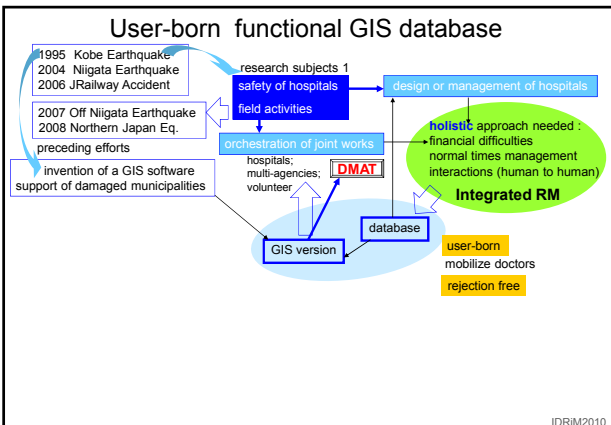 User-born functional GIS database
1995 Kobe Earthquake
2004 Niigata Earthquake
2006 JRailway Accident
research subjects 1
safety of hospitals
field activities
design or management of hospitals
2007 Off Niigata Earthquake
2008 Northern Japan Eq.
preceding efforts
orchestration of joint works
holistic approach needed :
financial difficulties
normal times management
interactions (human to human)
Integrated RM
invention of a GIS software
support of damaged municipalities
hospitals;
multi-agencies;
volunteer
DMAT
database
GIS version
user-born
mobilize doctors
rejection free
IDRiM2010